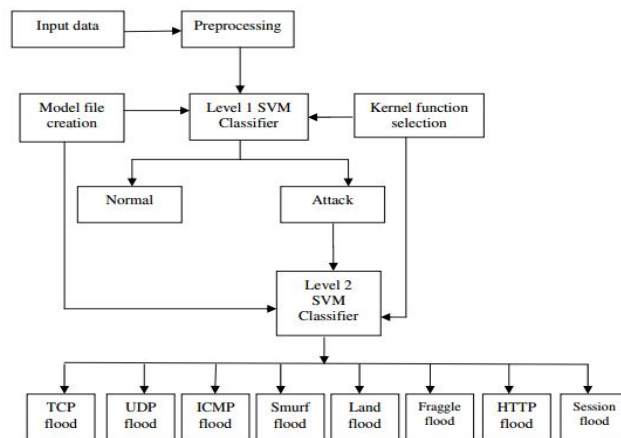 Input data
Preprocessing
Model file
creation
Level 1 SVM
Classifier
Kernel function
selection
Normal
Attack
Level 2
SVM
Classifier
TCP
flood
UDP
flood
ICMP
flood
Smurf
flood
Land
flood
Fraggle
flood
HTTP
flood
Session
flood